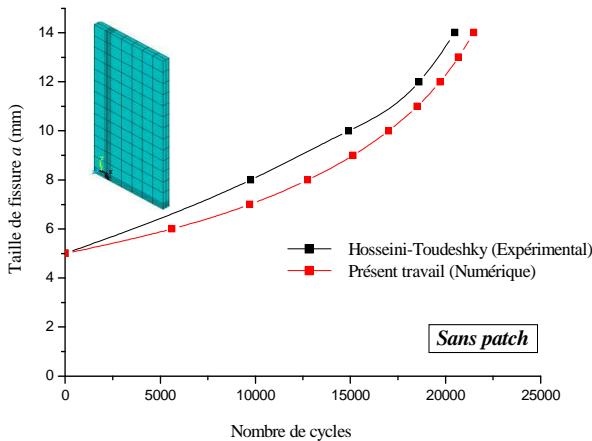 14
12
10
8
6
4
2
0
Taille de fissure a (mm)
Hosseini-Toudeshky (Expérimental)
Présent travail (Numérique)
Sans patch
0 5000 10000 15000 20000 25000
Nombre de cycles